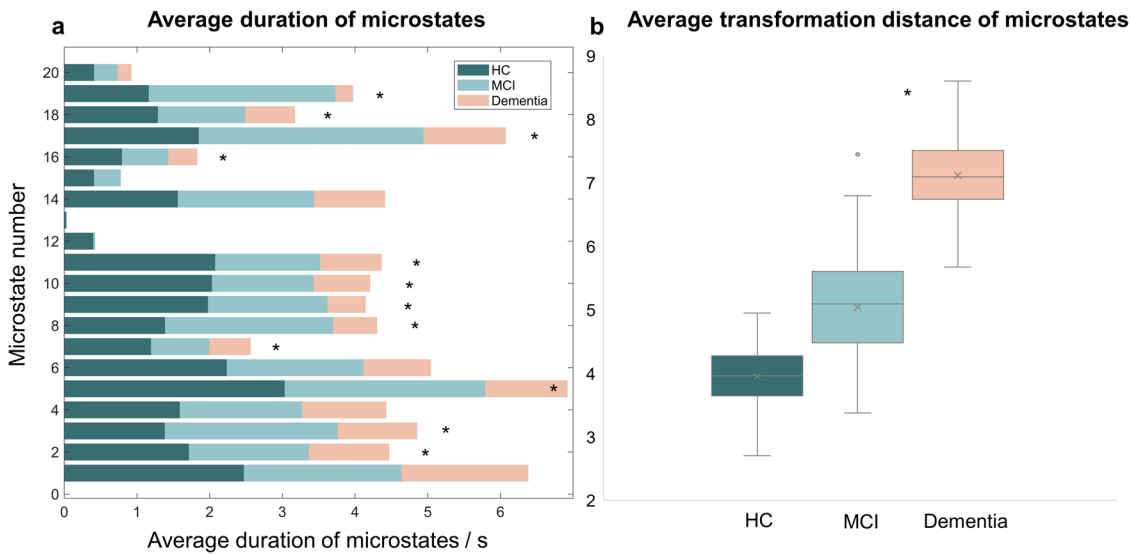 a
Average duration of microstates
HC
MCI
Dementia
20
18
16
14
12
10
8
6
4
2
0
*
*
*
*
*
*
*
*
*
*
*
*
0 1 2 3 4 5 6
Microstate number
Average duration of microstates / s
b
Average transformation distance of microstates
9
8
7
6
5
4
3
2
*
HC MCI Dementia